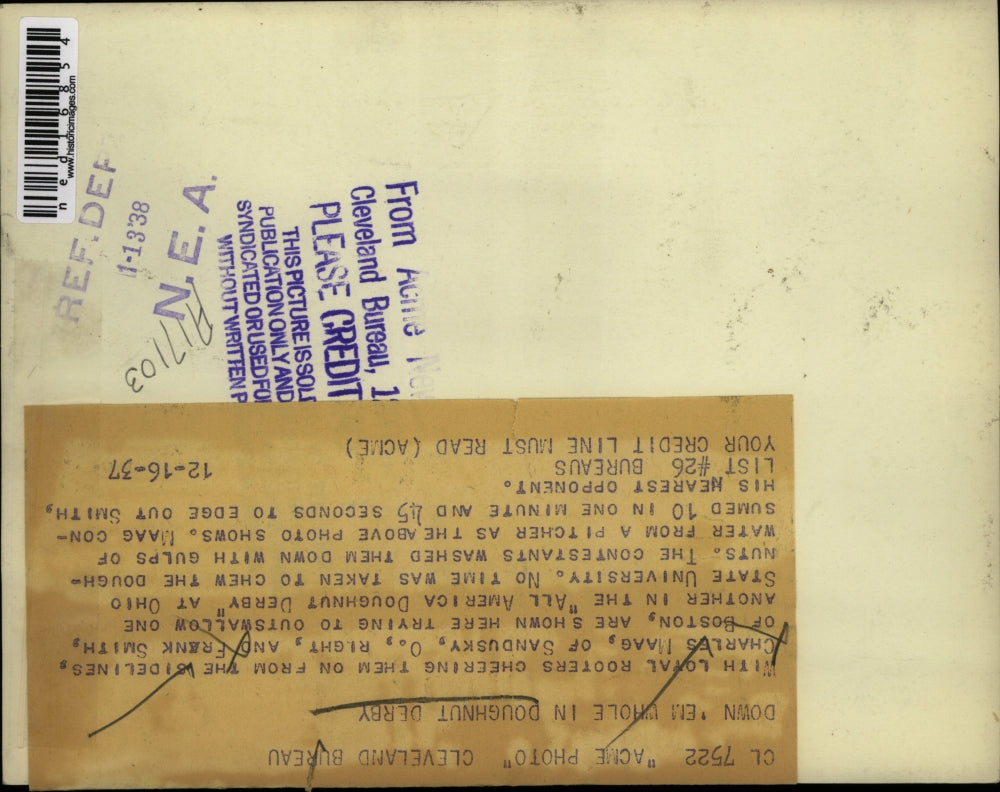 CL 7522 "ACME PHOTO" CLEVELAND BUREAU
DOWN 'EM WHOLE IN DOUGHNUT DERBY
WITH LOYAL ROOTERS CHEERING THEM ON FROM THE SIDELINES,
CHARLES MAAG, OF SANDUSKY, O., RIGHT, AND FRANK SMITH,
OF BOSTON, ARE SHOWN HERE TRYING TO OUTSWALLOW ONE
ANOTHER IN THE "ALL AMERICA DOUGHNUT DERBY" AT OHIO
STATE UNIVERSITY. NO TIME WAS TAKEN TO CHEW THE DOUGH-
NUTS. THE CONTESTANTS WASHED THEM DOWN WITH GULPS OF
WATER FROM A PITCHER AS THE ABOVE PHOTO SHOWS. MAAG CON-
SUMED 10 IN ONE MINUTE AND 45 SECONDS TO EDGE OUT SMITH,
HIS NEAREST OPPONENT.
LIST #26 BUREAUS 12-16-37
YOUR CREDIT LINE MUST READ (ACME)
From Acme
Cleveland Bureau,
PLEASE CREDIT
THIS PICTURE IS
PUBLICATION ONLY AND
SYNDICATED OR USED
WITHOUT WRITTEN
N. E. A.
A17103
1-13'38
REF. DEP
www.historicimages.com
ned16854